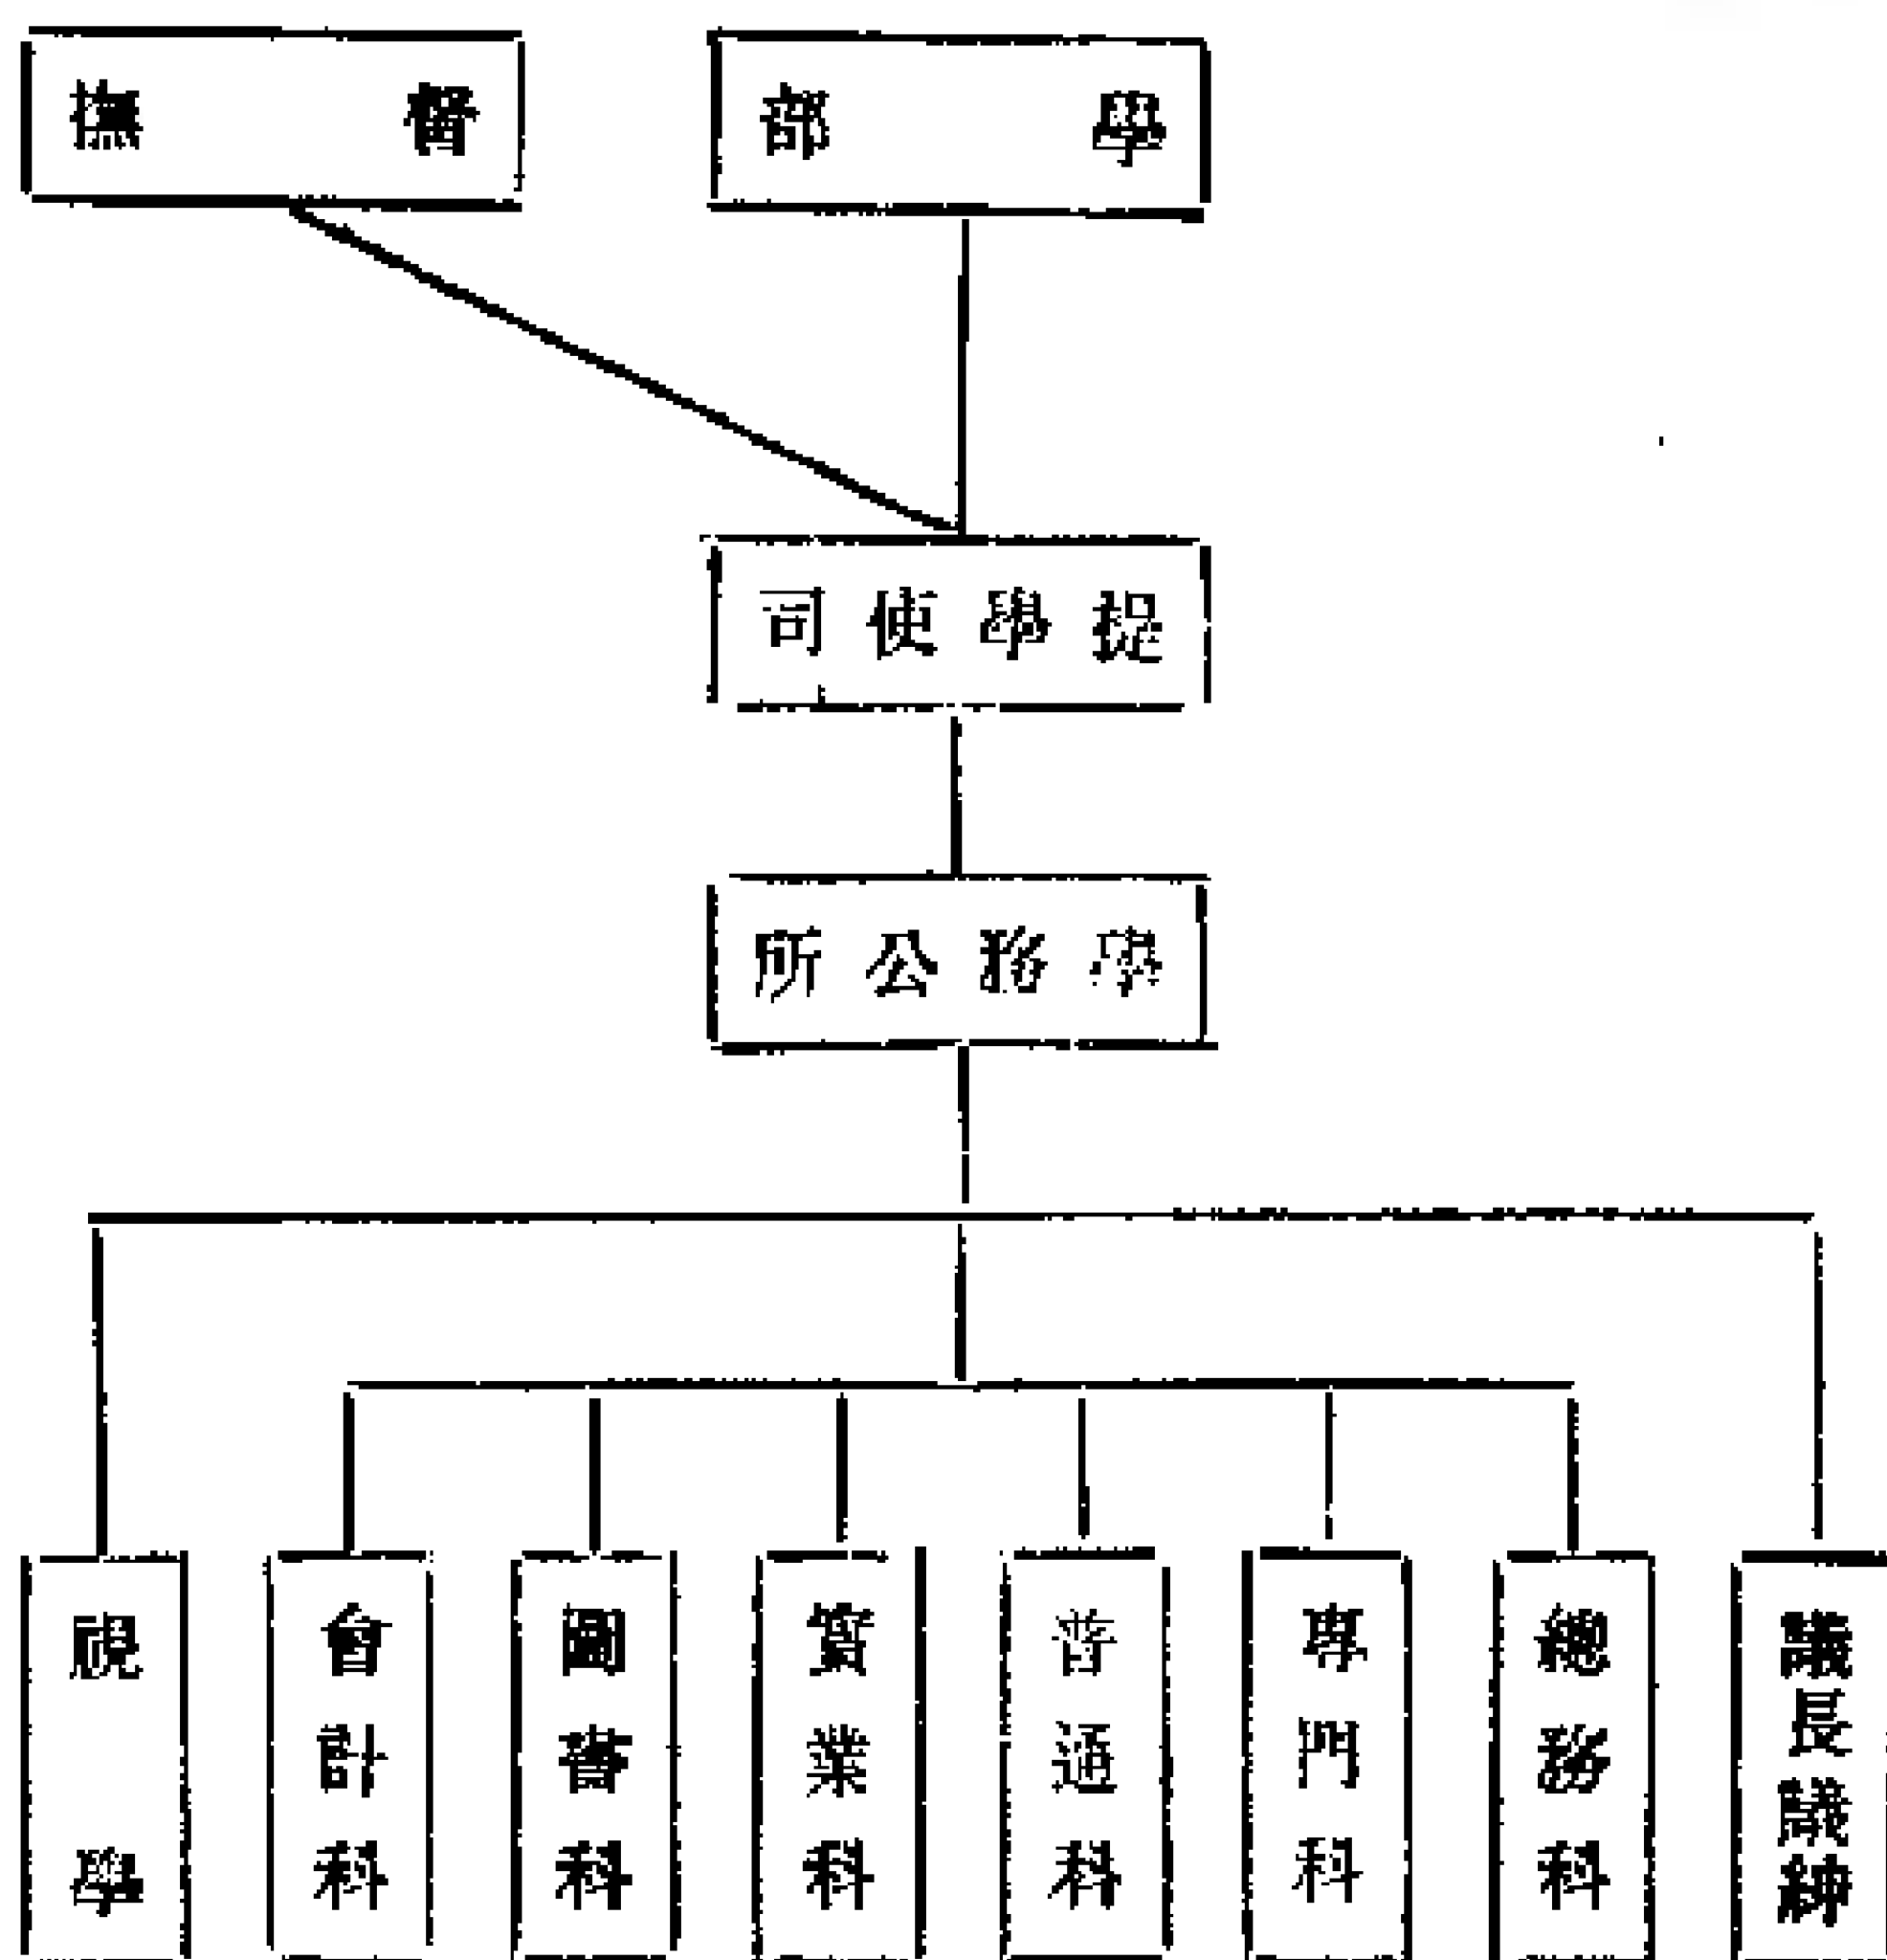 學部
督撫
提學使司
學務公所
議長議紳
總務科
專門科
普通科
實業科
圖書科
會計科
視學